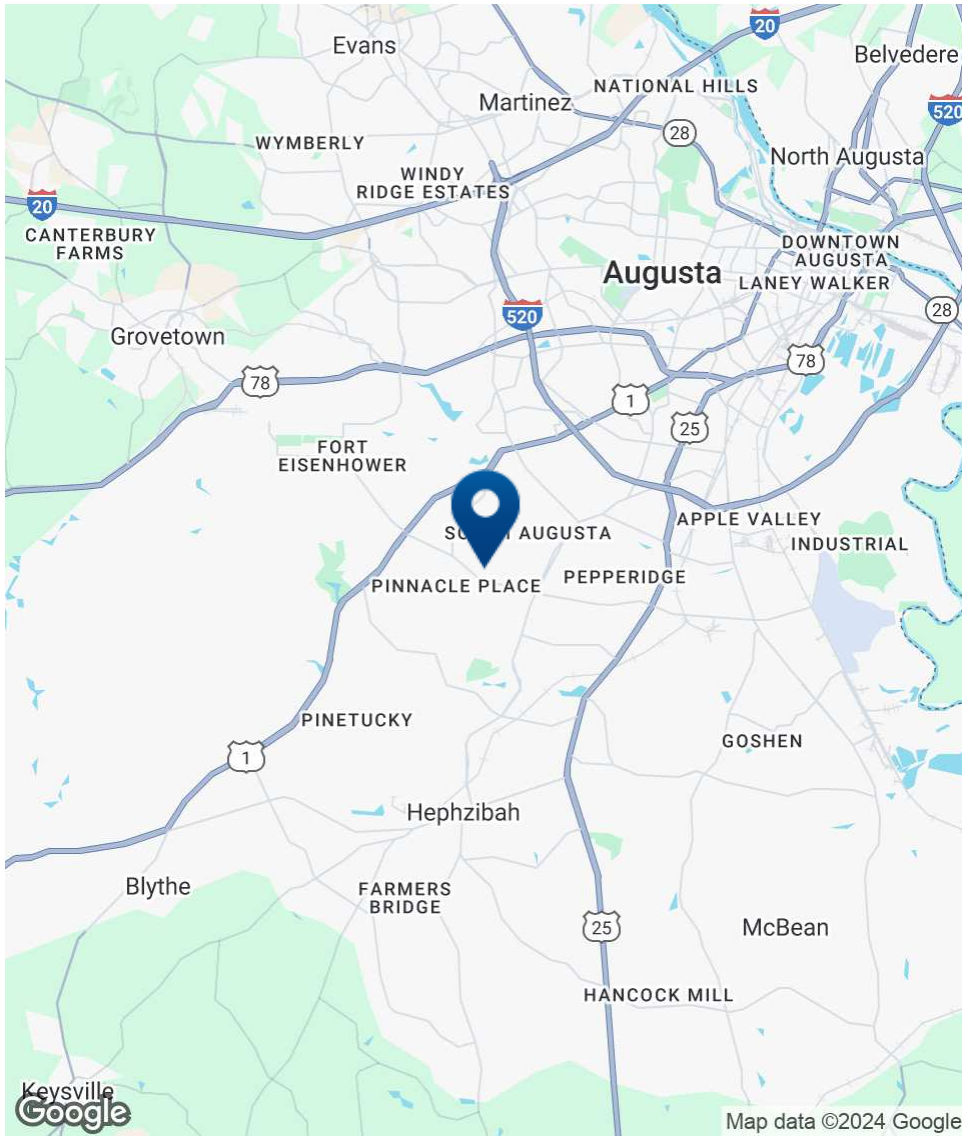 20
Evans
Belvedere
NATIONAL HILLS
Martinez
520
28
WYMBERLY
North Augusta
WINDY
RIDGE ESTATES
20
CANTERBURY
FARMS
DOWNTOWN
AUGUSTA
Augusta
LANEY WALKER
28
520
Grovetown
78
78
1
25
FORT
EISENHOWER
APPLE VALLEY
AUGUSTA
INDUSTRIAL
PEPPERIDGE
PINNACLE PLACE
PINETUCKY
GOSHEN
1
Hephzibah
Blythe
FARMERS
BRIDGE
25
McBean
HANCOCK MILL
Keysville
Google
Map data ©2024 Google